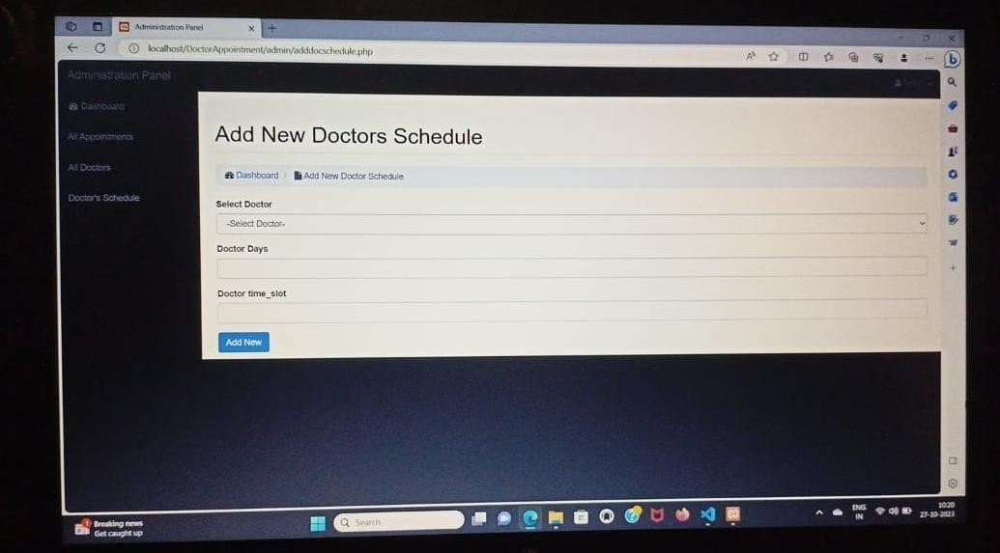 Administration Panel
localhost/DoctorAppointment/admin/adddocschedule.php
Administration Panel
Dashboard
All Appointments
All Doctors
Doctor's Schedule
Add New Doctors Schedule
Dashboard / Add New Doctor Schedule
Select Doctor
-Select Doctor-
Doctor Days
Doctor time_slot
Add New
Breaking news
Get caught up
Search
ENG
IN
10:20
27-10-2023